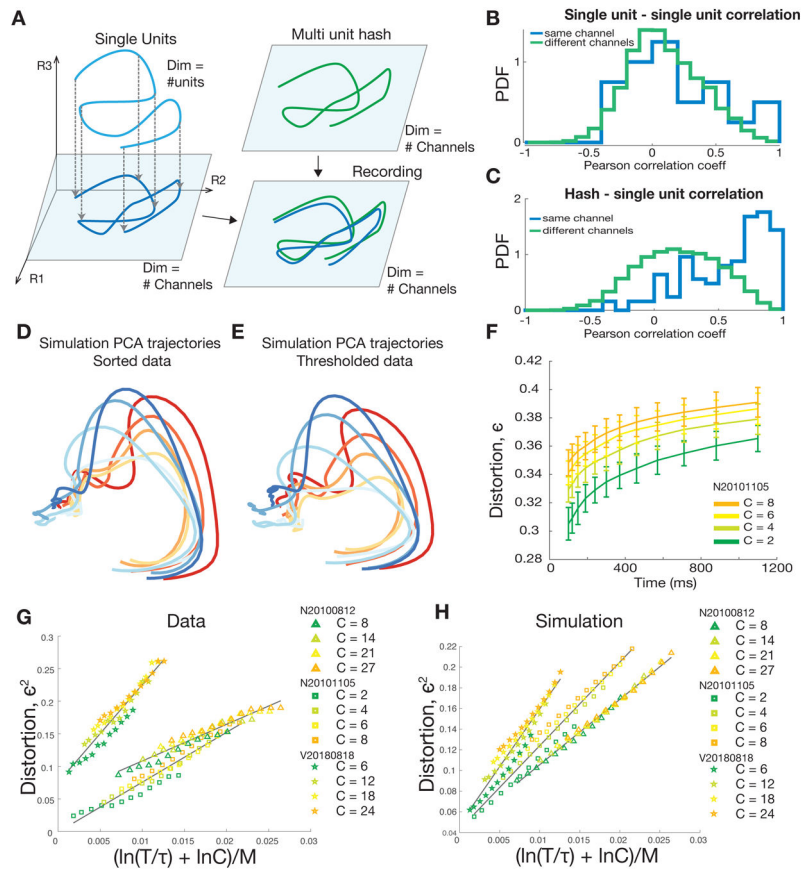 A
Single Units
Dim =
#units
R3
R2
R1
Dim =
# Channels
Multi unit hash
Dim =
# Channels
Recording
Dim =
# Channels
B
Single unit - single unit correlation
same channel
different channels
PDF
1
0
-1
-0.5
0
0.5
1
Pearson correlation coeff
C
Hash - single unit correlation
same channel
different channels
PDF
2
1
0
-1
-0.5
0
0.5
1
Pearson correlation coeff
D
Simulation PCA trajectories
Sorted data
E
Simulation PCA trajectories
Thresholded data
F
Distortion, ϵ
0.42
0.4
0.38
0.36
0.34
0.32
0.3
0.28
0
400
800
1200
Time (ms)
N20101105
C = 8
C = 6
C = 4
C = 2
G
Data
Distortion, ϵ²
0.3
0.25
0.2
0.15
0.1
0.05
0
0
0.005
0.01
0.015
0.02
0.025
0.03
(ln(T/τ) + lnC)/M
N20100812
C = 8
C = 14
C = 21
C = 27
N20101105
C = 2
C = 4
C = 6
C = 8
V20180818
C = 6
C = 12
C = 18
C = 24
H
Simulation
Distortion, ϵ²
0.22
0.2
0.18
0.16
0.14
0.12
0.1
0.08
0.06
0.04
0
0.005
0.01
0.015
0.02
0.025
0.03
(ln(T/τ) + lnC)/M
N20100812
C = 8
C = 14
C = 21
C = 27
N20101105
C = 2
C = 4
C = 6
C = 8
V20180818
C = 6
C = 12
C = 18
C = 24